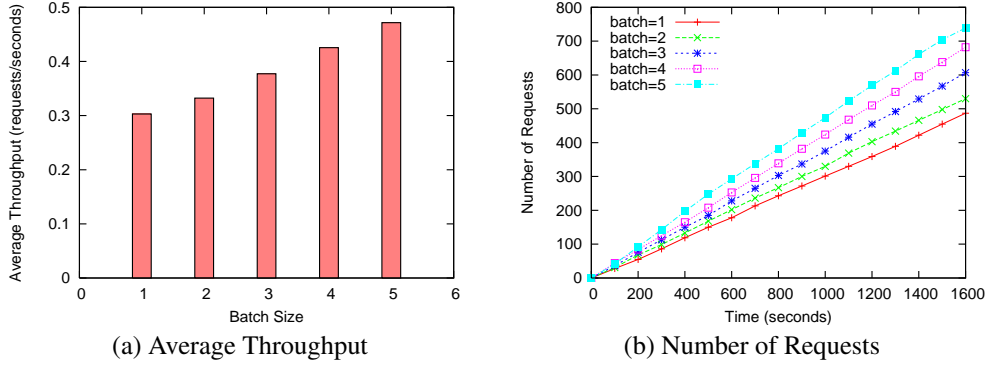 0.5
0.4
0.3
0.2
0.1
0
0 1 2 3 4 5 6
Average Throughput (requests/seconds)
Batch Size
(a) Average Throughput
800
700
600
500
400
300
200
100
0
0 200 400 600 800 1000 1200 1400 1600
Number of Requests
Time (seconds)
batch=1
batch=2
batch=3
batch=4
batch=5
(b) Number of Requests